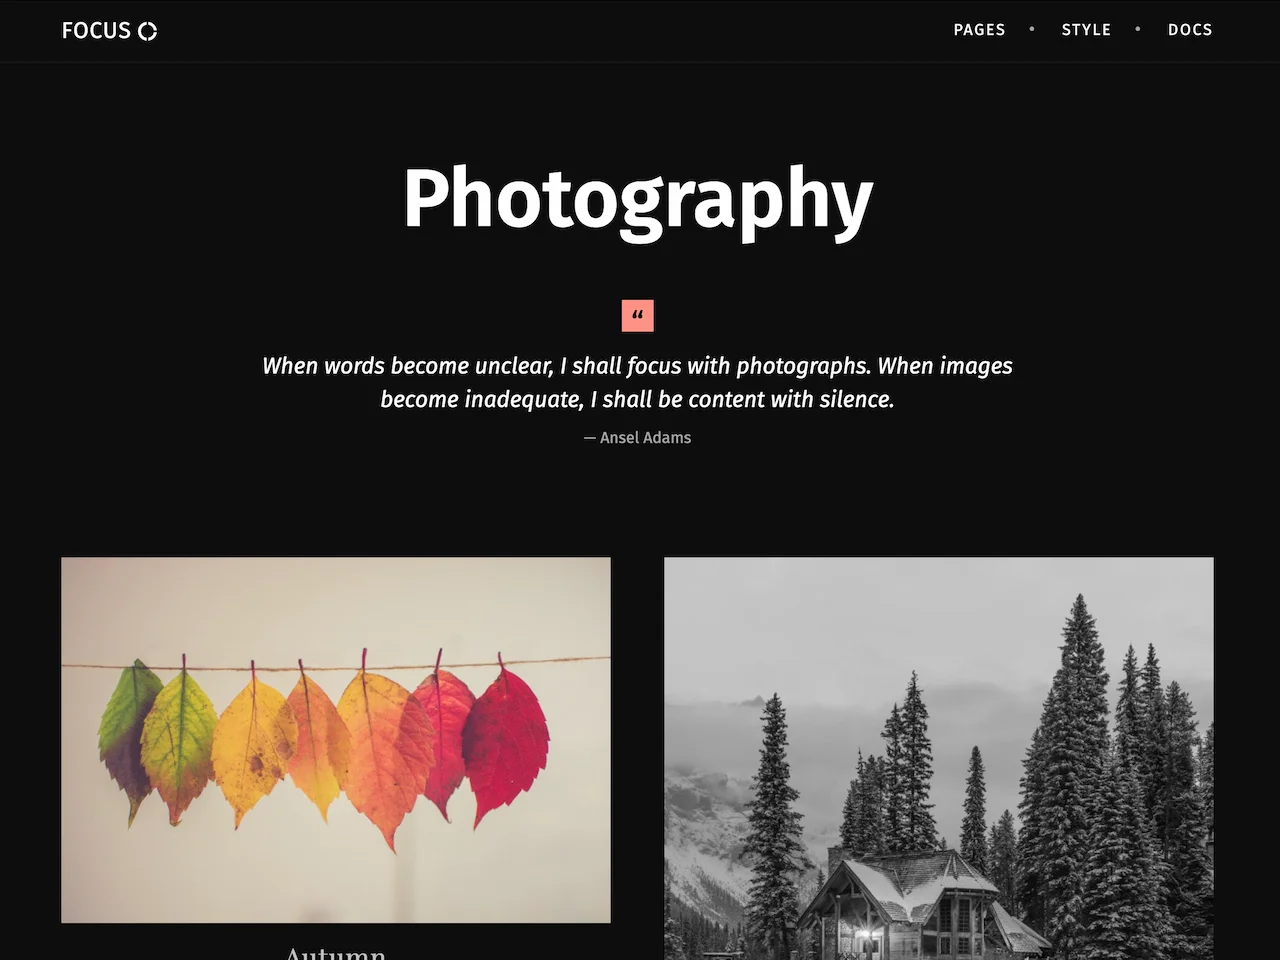 FOCUS
PAGES • STYLE • DOCS
Photography
“
When words become unclear, I shall focus with photographs. When images
become inadequate, I shall be content with silence.
— Ansel Adams
Autumn